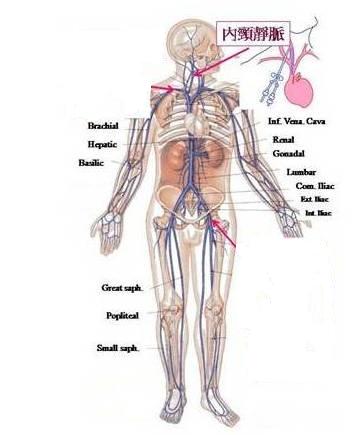 內頸靜脈
Inf. Vena. Cava
Brachial
Renal
Hepatic
Gonadal
Basilic
Lumbar
Com. Iliac
Ext. Iliac
Int. Iliac
Great saph.
Popliteal
Small saph.